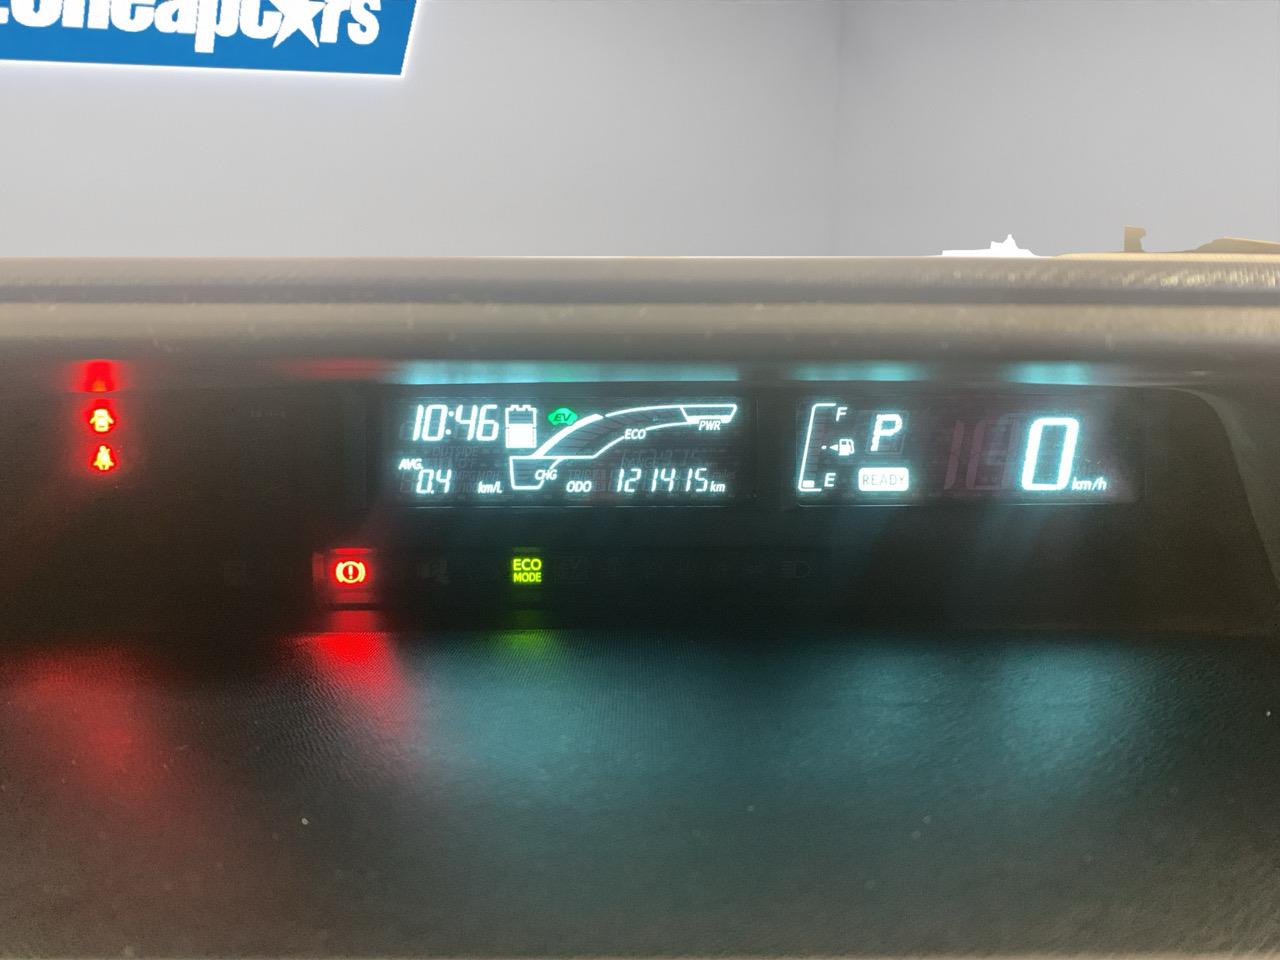 cheapcars
10:46 EV
ECO PWR
AVG 0.4 km/L CHG ODO 121415 km
F
E
P
READY
0 km/h
ECO
MODE